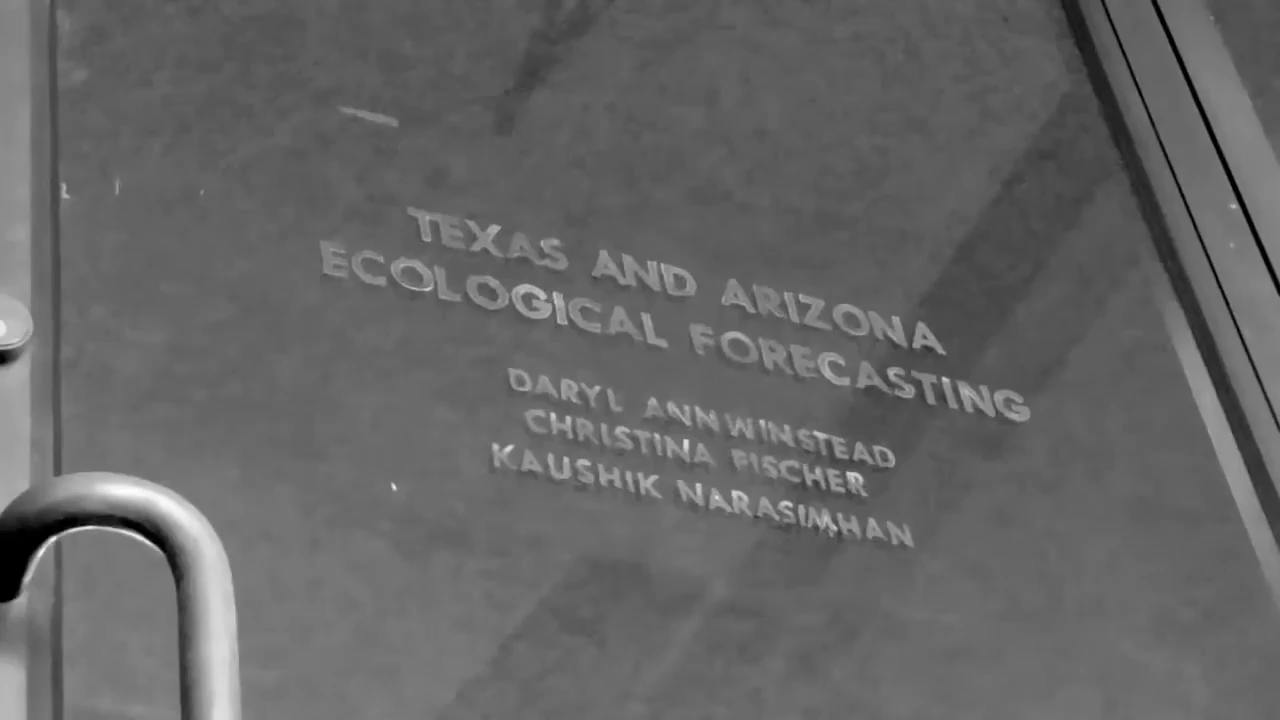 TEXAS AND ARIZONA
ECOLOGICAL FORECASTING
DARYL ANN WINSTEAD
CHRISTINA FISCHER
KAUSHIK NARASIMHAN